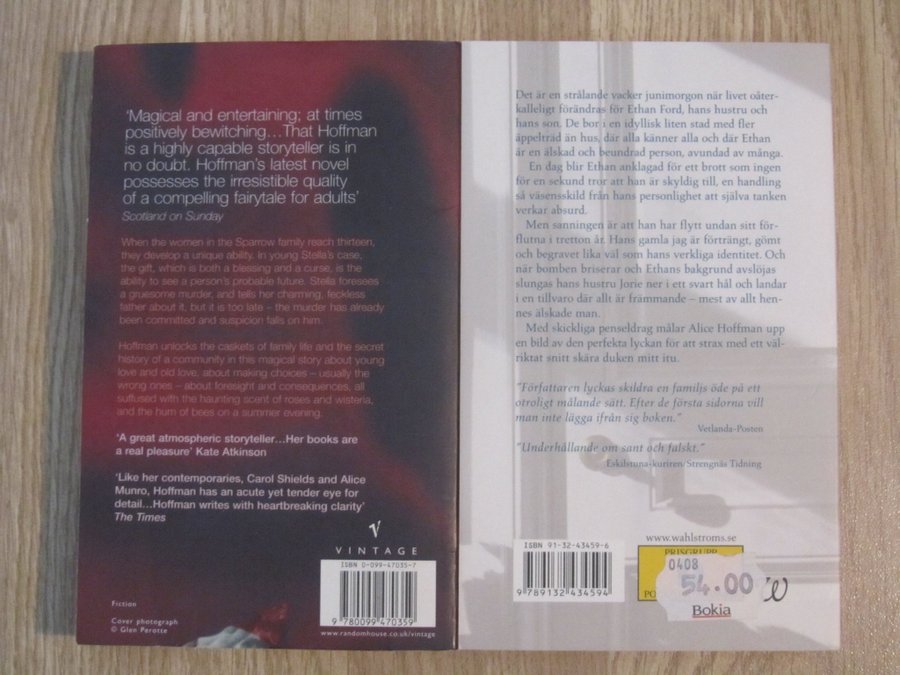 ‘Magical and entertaining; at times
positively bewitching…That Hoffman
is a highly capable storyteller is in
no doubt. Hoffman’s latest novel
possesses the irresistible quality
of a compelling fairytale for adults’
Scotland on Sunday
When the women in the Sparrow family reach thirteen,
they develop a unique ability. In young Stella’s case,
the gift, which is both a blessing and a curse, is the
ability to see a person’s probable future. Stella foresees
a gruesome murder, and tells her charming, feckless
father about it, but it is too late – the murder has already
been committed and suspicion falls on him.
Hoffman unlocks the caskets of family life and the secret
history of a community in this magical story about young
love and old love, about making choices – usually the
wrong ones – about foresight and consequences, all
suffused with the haunting scent of roses and wisteria,
and the hum of bees on a summer evening.
‘A great atmospheric storyteller…Her books are
a real pleasure’ Kate Atkinson
‘Like her contemporaries, Carol Shields and Alice
Munro, Hoffman has an acute yet tender eye for
detail…Hoffman writes with heartbreaking clarity’
The Times
V
VINTAGE
ISBN 0-099-47035-7
9 780099 470359
www.randomhouse.co.uk/vintage
Fiction
Cover photograph
© Glen Perotte
Det är en strålande vacker junimorgon när livet oåter-
kalleligt förändras för Ethan Ford, hans hustru och
hans son. De bor i en idyllisk liten stad med fler
äppelträd än hus, där alla känner alla och där Ethan
är en älskad och beundrad person, avundad av många.
En dag blir Ethan anklagad för ett brott som ingen
för en sekund tror att han är skyldig till, en handling
så väsensskild från hans personlighet att själva tanken
verkar absurd.
Men sanningen är att han har flytt undan sitt för-
flutna i tretton år. Hans gamla jag är förträngt, gömt
och begravet lika väl som hans verkliga identitet. Och
när bomben briserar och Ethans bakgrund avslöjas
slungas hans hustru Jorie ner i ett svart hål och landar
i en tillvaro där allt är främmande – mest av allt hen-
nes älskade man.
Med skickliga penseldrag målar Alice Hoffman upp
en bild av den perfekta lyckan för att strax med ett väl-
riktat snitt skära duken mitt itu.
”Författaren lyckas skildra en familjs öde på ett
otroligt målande sätt. Efter de första sidorna vill
man inte lägga ifrån sig boken.”
Vetlanda-Posten
”Underhållande om sant och falskt.”
Eskilstuna-kuriren/Strengnäs Tidning
www.wahlstroms.se
ISBN 91-32-43459-6
9 789132 434594
PRISGRUPP
0408
54.00
PO
Bokia
w